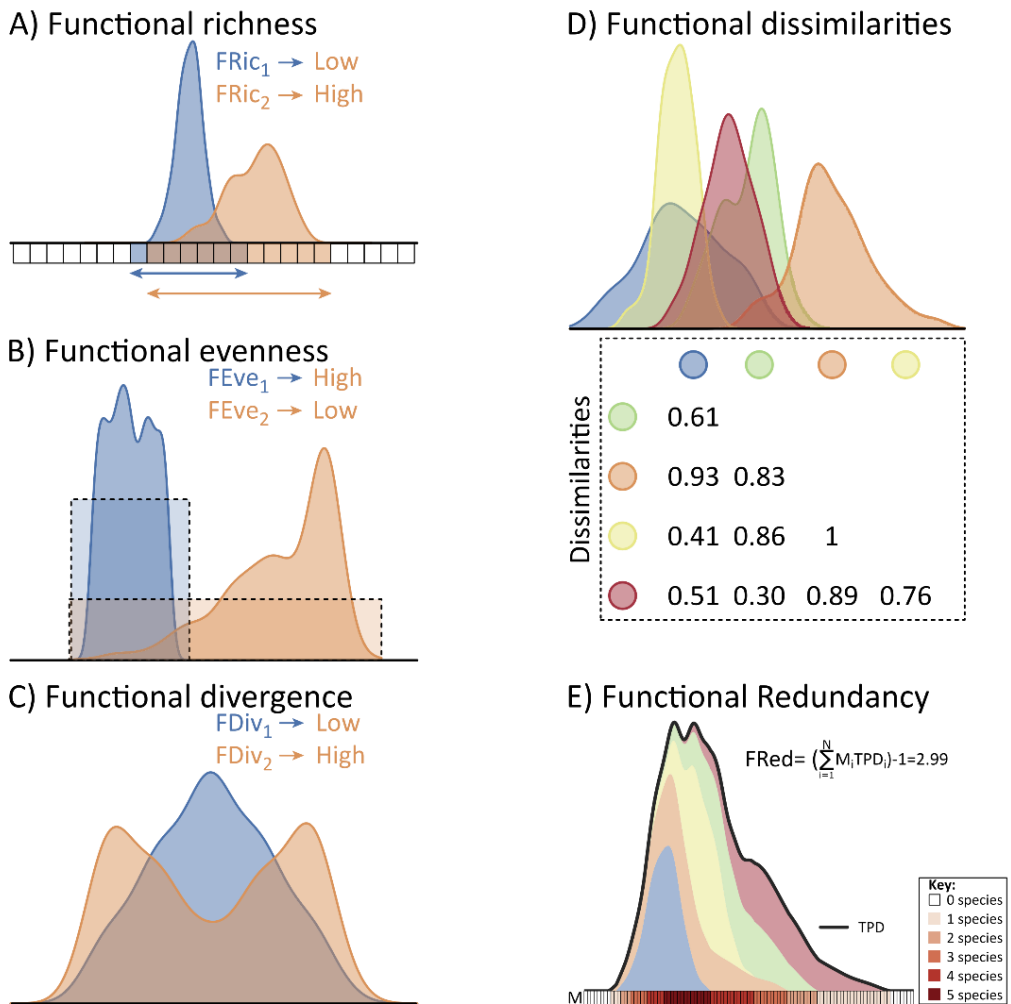 A) Functional richness
FRic1 → Low
FRic2 → High
B) Functional evenness
FEve1 → High
FEve2 → Low
C) Functional divergence
FDiv1 → Low
FDiv2 → High
D) Functional dissimilarities
Dissimilarities
0.61
0.93 0.83
0.41 0.86 1
0.51 0.30 0.89 0.76
E) Functional Redundancy
FRed= (∑ N i=1 MiTPDi)-1=2.99
TPD
M
Key:
0 species
1 species
2 species
3 species
4 species
5 species